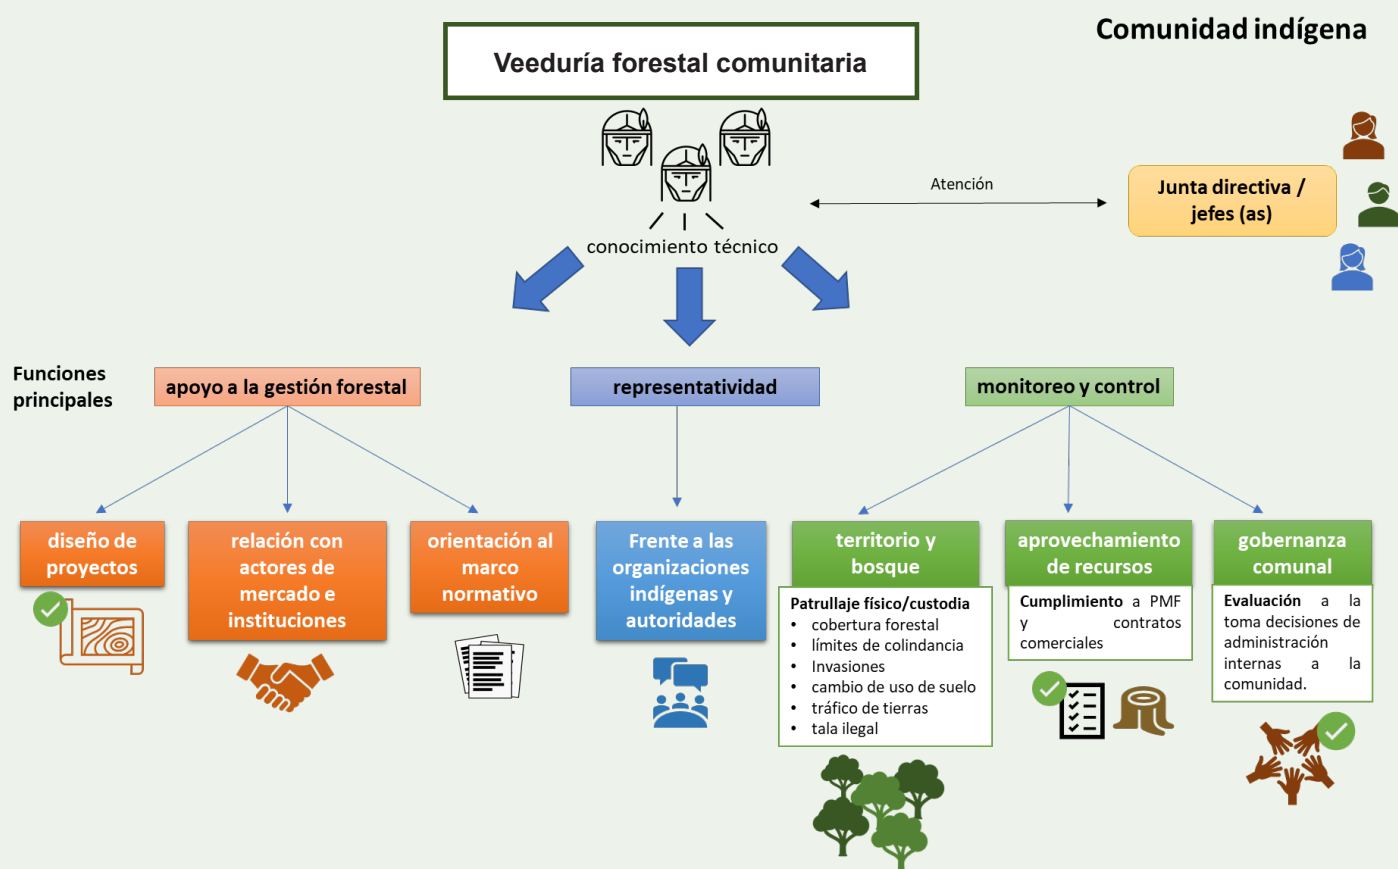 Comunidad indígena
Veeduría forestal comunitaria
Atención
Junta directiva /
jefes (as)
conocimiento técnico
Funciones
principales
apoyo a la gestión forestal
representatividad
monitoreo y control
diseño de
proyectos
relación con
actores de
mercado e
instituciones
orientación al
marco
normativo
Frente a las
organizaciones
indígenas y
autoridades
territorio y
bosque
Patrullaje físico/custodia
• cobertura forestal
• límites de colindancia
• Invasiones
• cambio de uso de suelo
• tráfico de tierras
• tala ilegal
aprovechamiento
de recursos
Cumplimiento a PMF
y contratos
comerciales
gobernanza
comunal
Evaluación a la
toma decisiones de
administración
internas a la
comunidad.